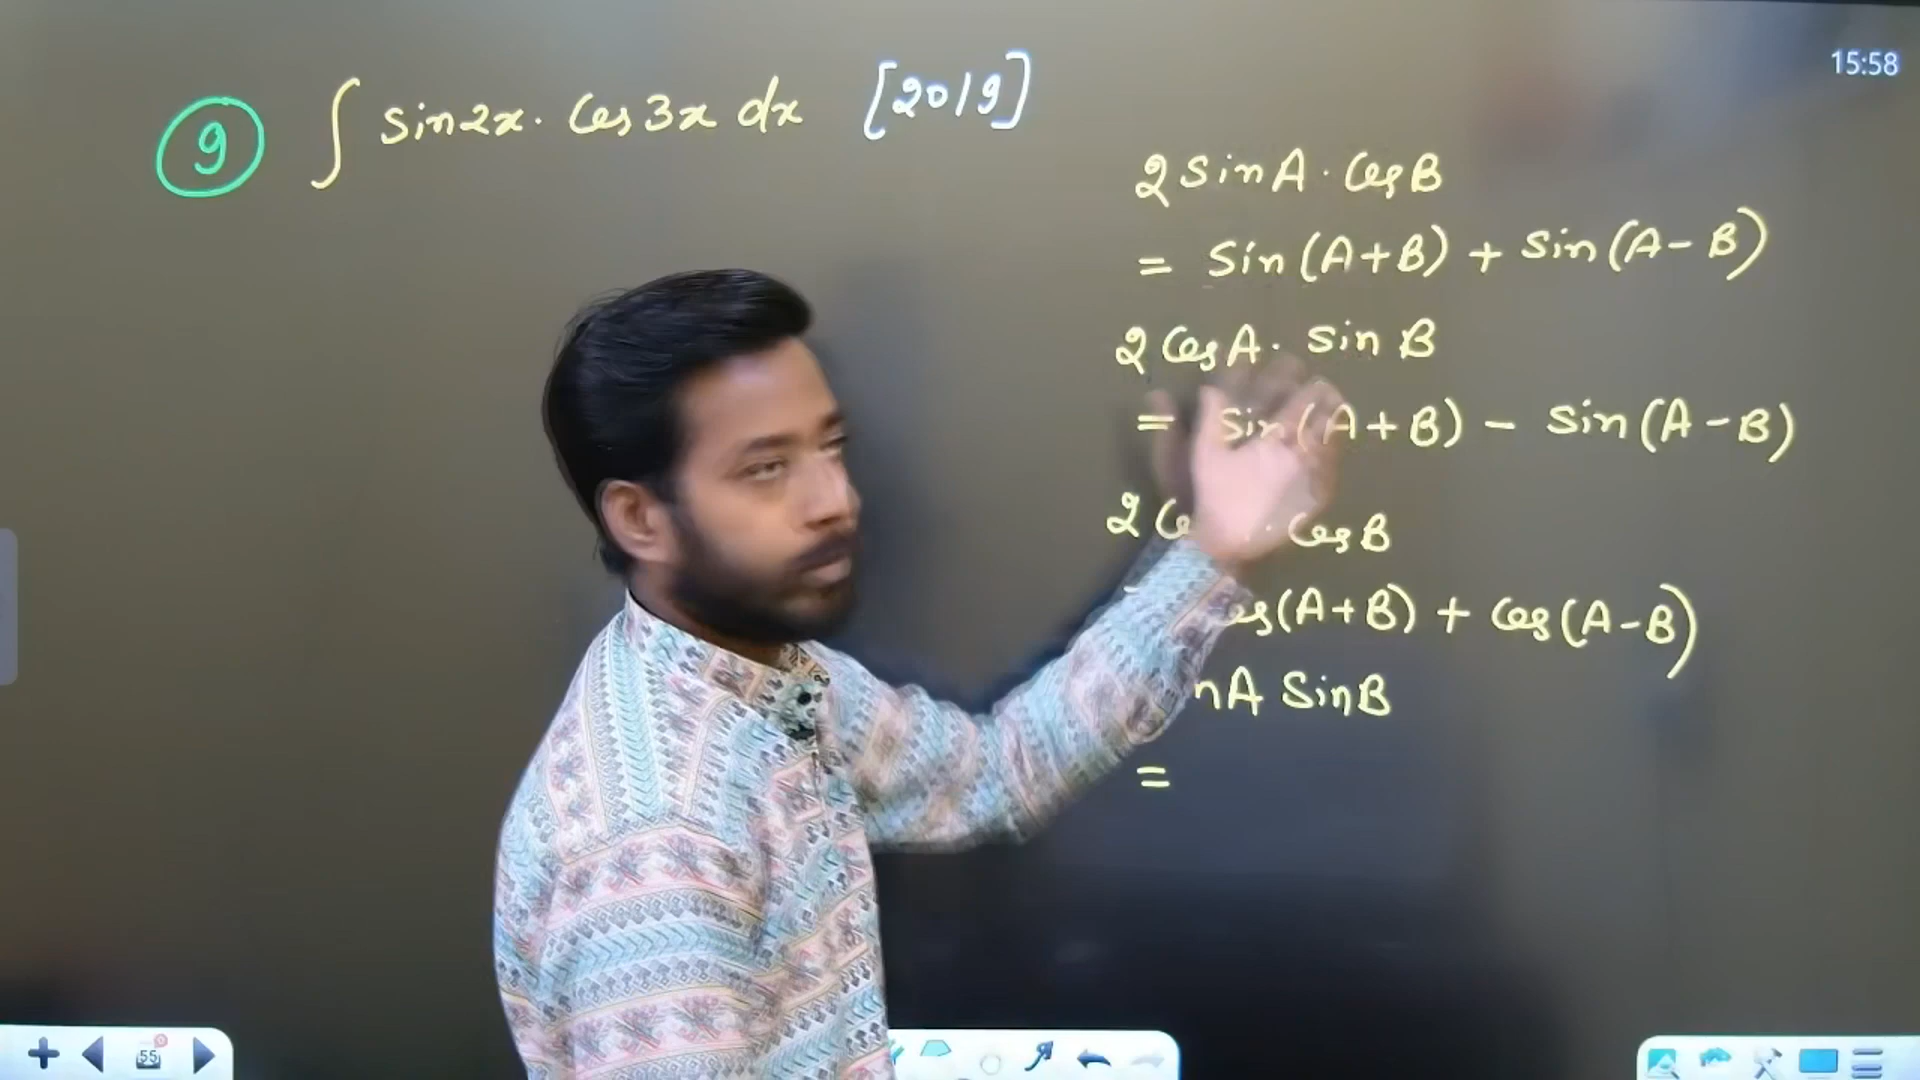 15:58
9 ∫ sin2x · cos3x dx [2019]
2 sinA · cosB
= sin(A+B) + sin(A-B)
2 cosA · sin B
= sin(A+B) - sin(A-B)
2 · cosB
(A+B) + cos(A-B)
SinB
=
55